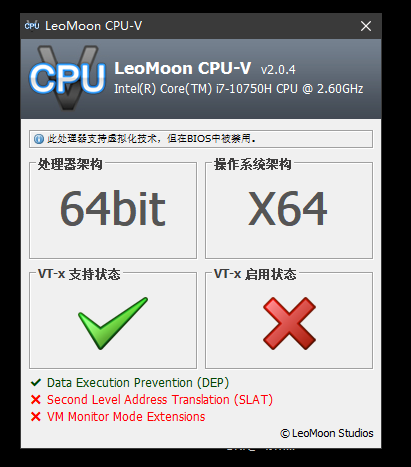 LeoMoon CPU-V
CPU
LeoMoon CPU-V v2.0.4
Intel(R) Core(TM) i7-10750H CPU @ 2.60GHz
此处理器支持虚拟化技术，但在BIOS中被禁用。
处理器架构
操作系统架构
64bit
X64
VT-x 支持状态
VT-x 启用状态
Data Execution Prevention (DEP)
Second Level Address Translation (SLAT)
VM Monitor Mode Extensions
© LeoMoon Studios